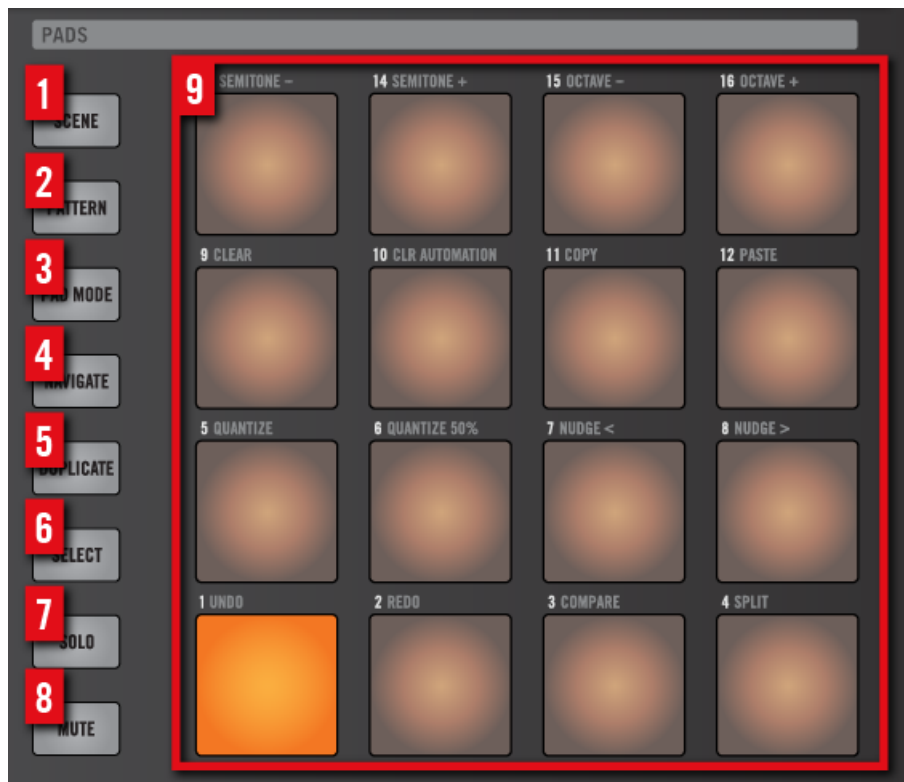 PADS
1
SCENE
2
PATTERN
3
PAD MODE
4
NAVIGATE
5
DUPLICATE
6
SELECT
7
SOLO
8
MUTE
9
SEMITONE − 14 SEMITONE + 15 OCTAVE − 16 OCTAVE +
9 CLEAR 10 CLR AUTOMATION 11 COPY 12 PASTE
5 QUANTIZE 6 QUANTIZE 50% 7 NUDGE < 8 NUDGE >
1 UNDO 2 REDO 3 COMPARE 4 SPLIT